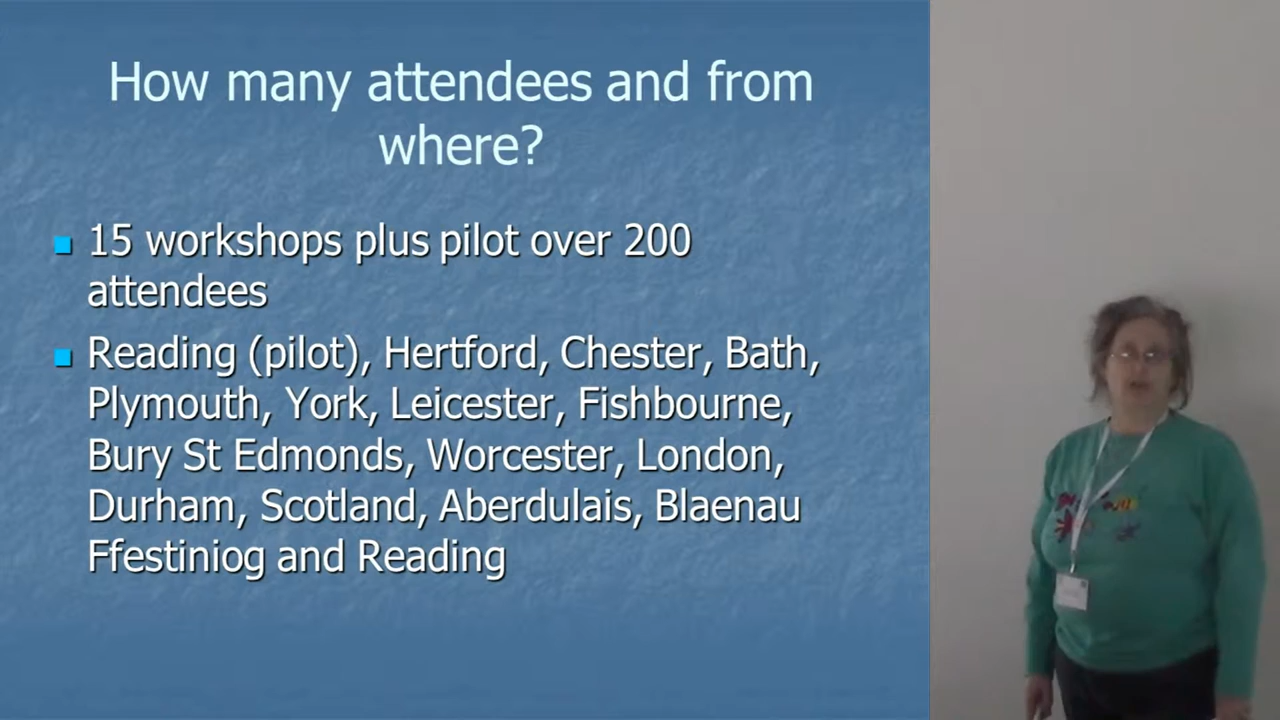 How many attendees and from
where?
15 workshops plus pilot over 200
attendees
Reading (pilot), Hertford, Chester, Bath,
Plymouth, York, Leicester, Fishbourne,
Bury St Edmonds, Worcester, London,
Durham, Scotland, Aberdulais, Blaenau
Ffestiniog and Reading